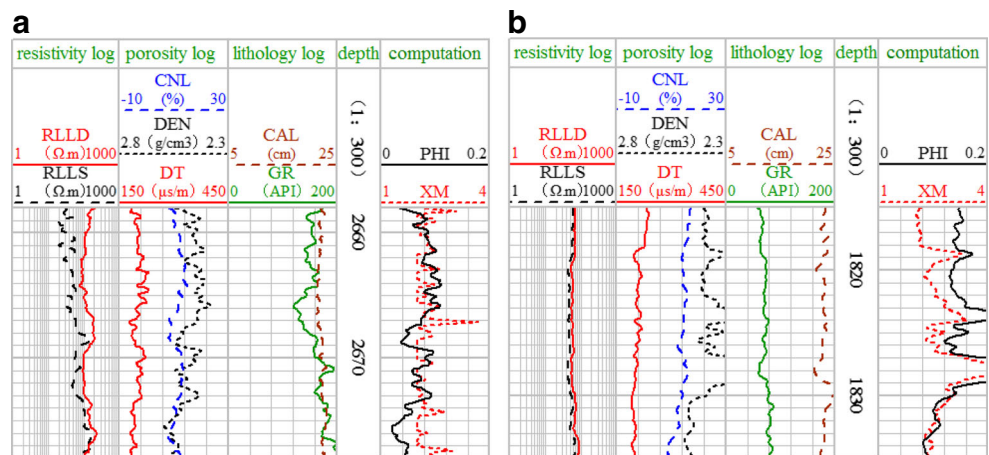 a
resistivity log porosity log lithology log depth computation
CNL
-10 (%) 30
DEN
2.8 (g/cm3) 2.3
RLLD
1 (Ω.m) 1000
CAL
5 (cm) 25
(1: 300)
0 PHI 0.2
RLLS
1 (Ω.m) 1000
DT
150 (μs/m) 450
GR
0 (API) 200
XM
1 4
2660
2670
b
resistivity log porosity log lithology log depth computation
CNL
-10 (%) 30
DEN
2.8 (g/cm3) 2.3
RLLD
1 (Ω.m) 1000
CAL
5 (cm) 25
(1: 300)
0 PHI 0.2
RLLS
1 (Ω.m) 1000
DT
150 (μs/m) 450
GR
0 (API) 200
XM
1 4
1820
1830